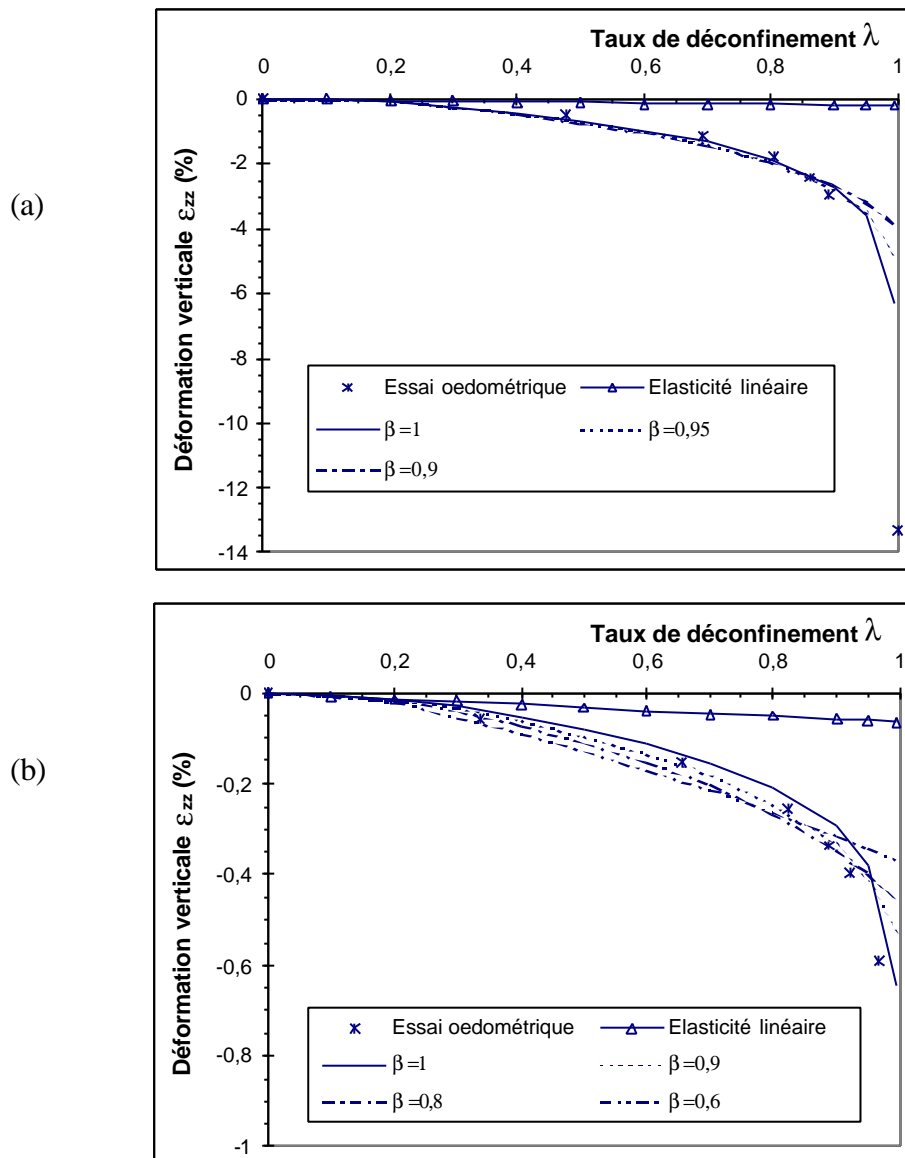 Taux de déconfinement λ
0 0,2 0,4 0,6 0,8 1
0
-2
-4
-6
-8
-10
-12
-14
Déformation verticale εzz (%)
(a)
Essai oedométrique
Elasticité linéaire
β=1
β=0,95
β=0,9
Taux de déconfinement λ
0 0,2 0,4 0,6 0,8 1
0
-0,2
-0,4
-0,6
-0,8
-1
Déformation verticale εzz (%)
(b)
Essai oedométrique
Elasticité linéaire
β=1
β=0,9
β=0,8
β=0,6